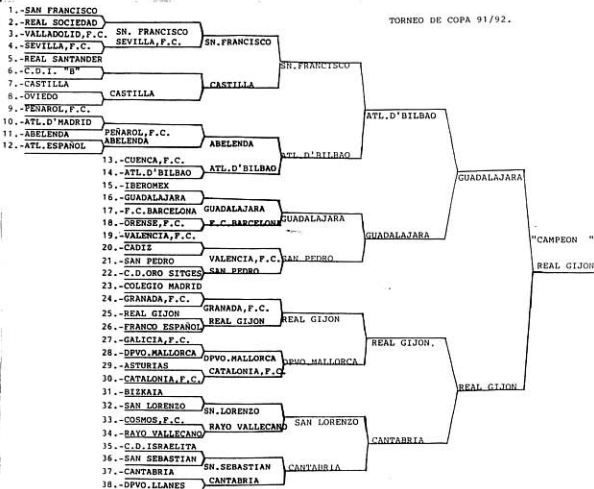 TORNEO DE COPA 91/92.
1.-SAN FRANCISCO
2.-REAL SOCIEDAD
3.-VALLADOLID,F.C.
4.-SEVILLA,F.C.
5.-REAL SANTANDER
6.-C.D.I. "B"
7.-CASTILLA
8.-OVIEDO
9.-PEÑAROL,F.C.
10.-ATL.D'MADRID
11.-ABELENDA
12.-ATL.ESPAÑOL
13.-CUENCA,F.C.
14.-ATL.D'BILBAO
15.-IBEROMEX
16.-GUADALAJARA
17.-F.C.BARCELONA
18.-ORENSE,F.C.
19.-VALENCIA,F.C.
20.-CADIZ
21.-SAN PEDRO
22.-C.D.ORO SITGES
23.-COLEGIO MADRID
24.-GRANADA,F.C.
25.-REAL GIJON
26.-FRANCO ESPAÑOL
27.-GALICIA,F.C.
28.-DPVO.MALLORCA
29.-ASTURIAS
30.-CATALONIA,F.C.
31.-BIZKAIA
32.-SAN LORENZO
33.-COSMOS,F.C.
34.-RAYO VALLECANO
35.-C.D.ISRAELITA
36.-SAN SEBASTIAN
37.-CANTABRIA
38.-DPVO.LLANES
SN. FRANCISCO
SEVILLA,F.C.
CASTILLA
PEÑAROL,F.C.
ABELENDA
GUADALAJARA
F.C.BARCELONA
VALENCIA,F.C.
SAN PEDRO
GRANADA,F.C.
REAL GIJON
DPVO.MALLORCA
CATALONIA,F.C.
SN.LORENZO
RAYO VALLECANO
SN.SEBASTIAN
CANTABRIA
SN.FRANCISCO
CASTILLA
ABELENDA
ATL.D'BILBAO
GUADALAJARA
SAN PEDRO
REAL GIJON
DPVO.MALLORCA
SAN LORENZO
CANTABRIA
SN.FRANCISCO
ATL.D'BILBAO
GUADALAJARA
REAL GIJON.
CANTABRIA
ATL.D'BILBAO
GUADALAJARA
REAL GIJON
"CAMPEON "
REAL GIJON